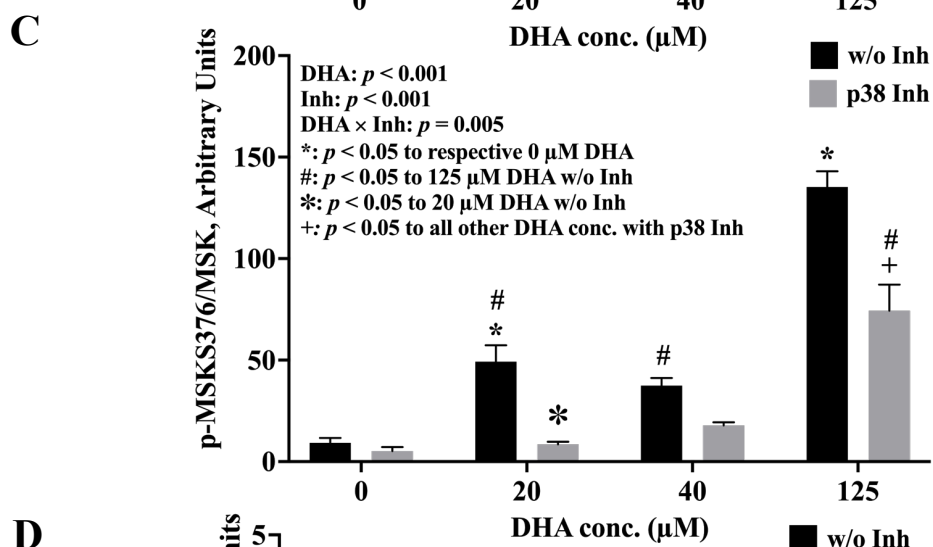 0 20 40 125
C
DHA conc. (μM)
w/o Inh
p38 Inh
p-MSKS376/MSK, Arbitrary Units
200
150
100
50
0
DHA: p < 0.001
Inh: p < 0.001
DHA × Inh: p = 0.005
*: p < 0.05 to respective 0 μM DHA
#: p < 0.05 to 125 μM DHA w/o Inh
✻: p < 0.05 to 20 μM DHA w/o Inh
+: p < 0.05 to all other DHA conc. with p38 Inh
#
*
✻
#
*
#
+
0 20 40 125
DHA conc. (μM)
D
nits
5
w/o Inh